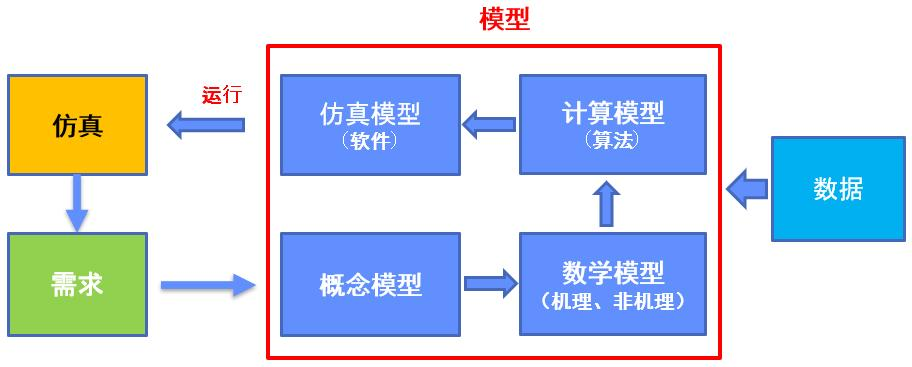 模型
运行
仿真
仿真模型
（软件）
计算模型
（算法）
数据
需求
概念模型
数学模型
（机理、非机理）